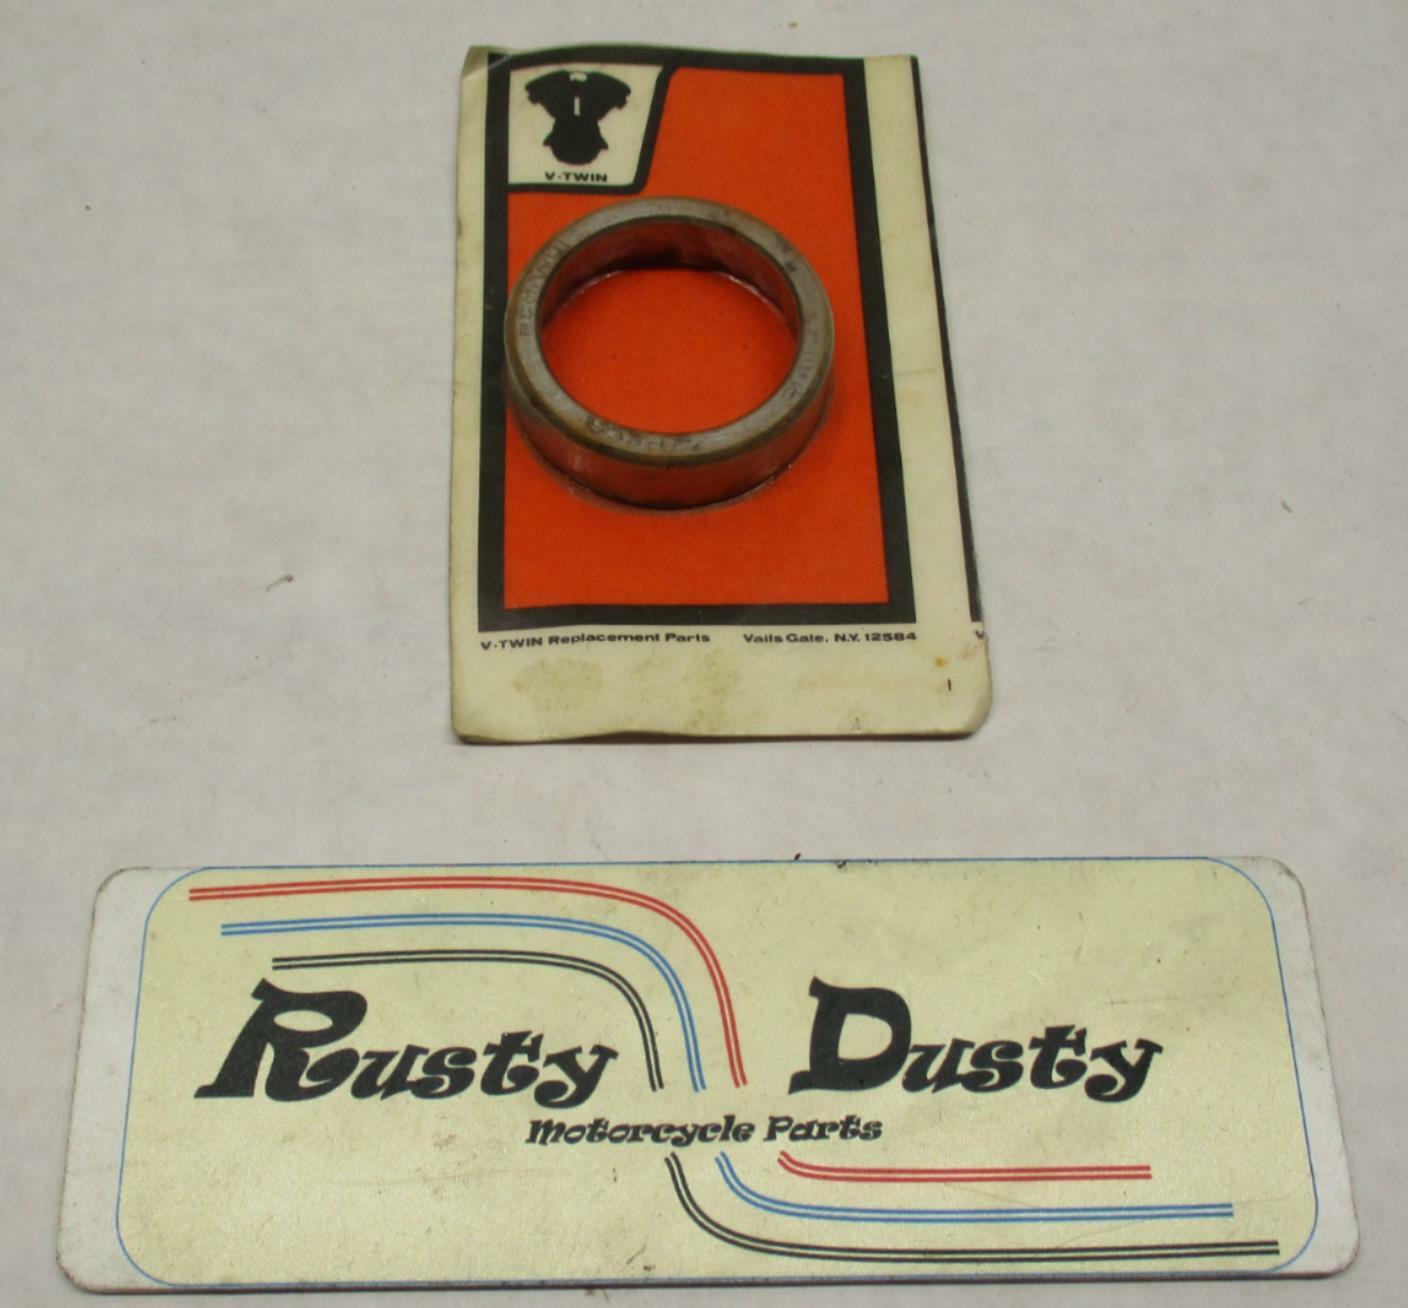 V-TWIN
V-TWIN Replacement Parts Vails Gate, N.Y. 12584
V
Rusty Dusty
Motorcycle Parts